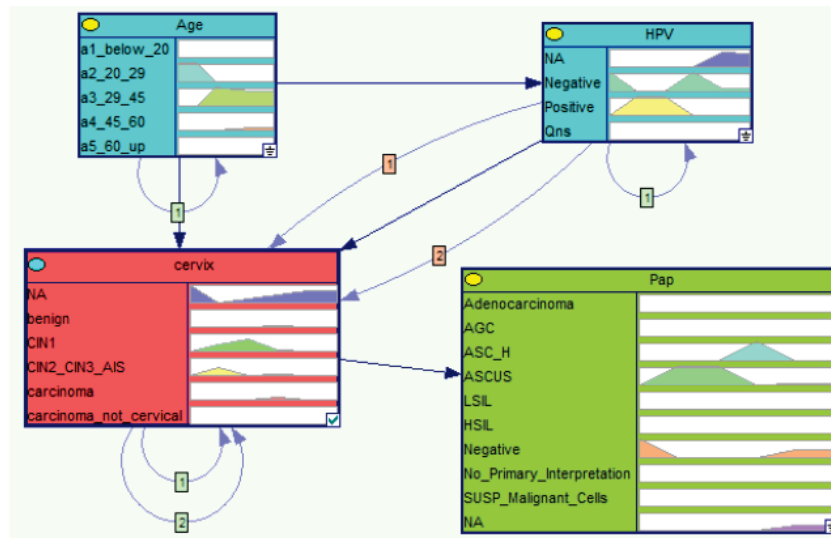 Age
a1_below_20
a2_20_29
a3_29_45
a4_45_60
a5_60_up
1
HPV
NA
Negative
Positive
Qns
1
1
2
cervix
NA
benign
CIN1
CIN2_CIN3_AIS
carcinoma
carcinoma_not_cervical
1
2
Pap
Adenocarcinoma
AGC
ASC_H
ASCUS
LSIL
HSIL
Negative
No_Primary_Interpretation
SUSP_Malignant_Cells
NA